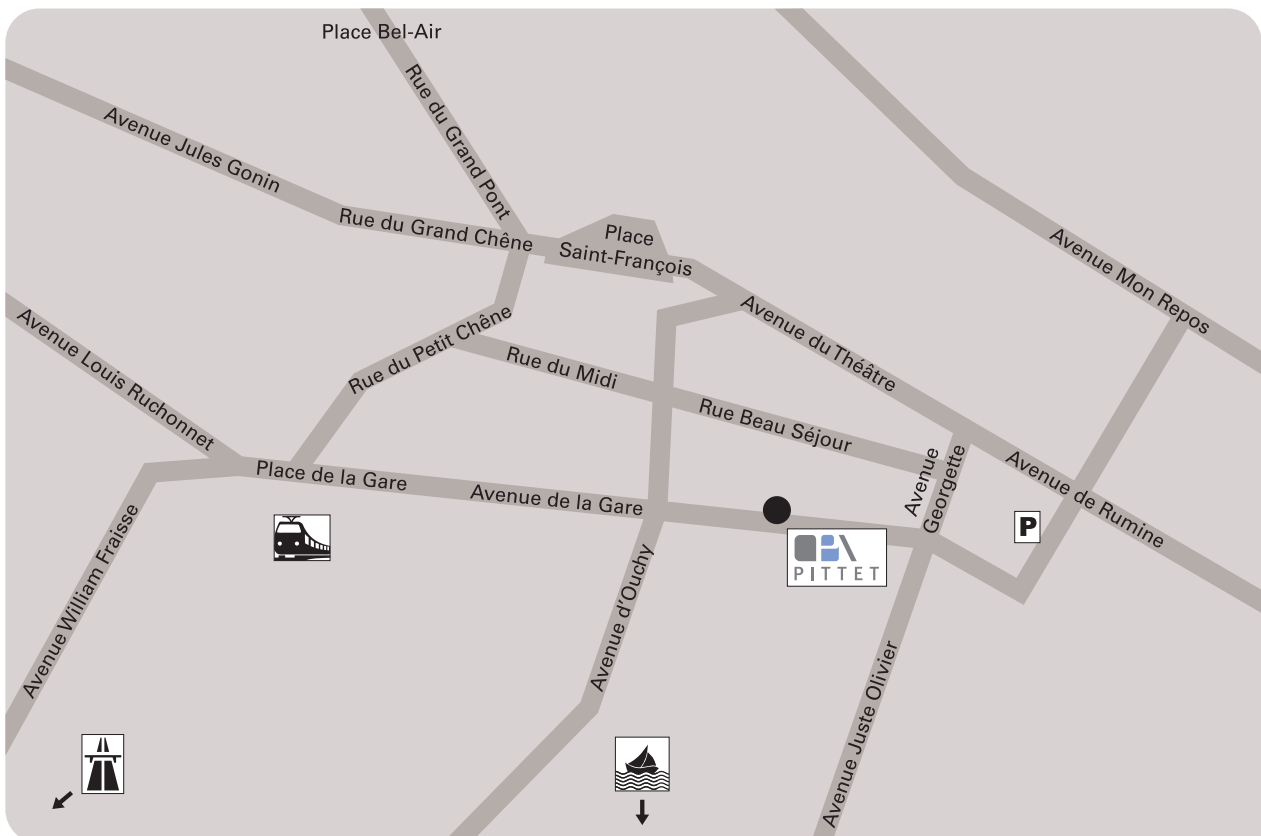 Place Bel-Air
Rue du Grand Pont
Avenue Jules Gonin
Rue du Grand Chêne
Place
Saint-François
Avenue Mon Repos
Avenue Louis Ruchonnet
Rue du Petit Chêne
Rue du Midi
Avenue du Théâtre
Rue Beau Séjour
Avenue
Georgette
Avenue de Rumine
Place de la Gare
Avenue de la Gare
P
PITTET
Avenue William Fraisse
Avenue d'Ouchy
Avenue Juste Olivier